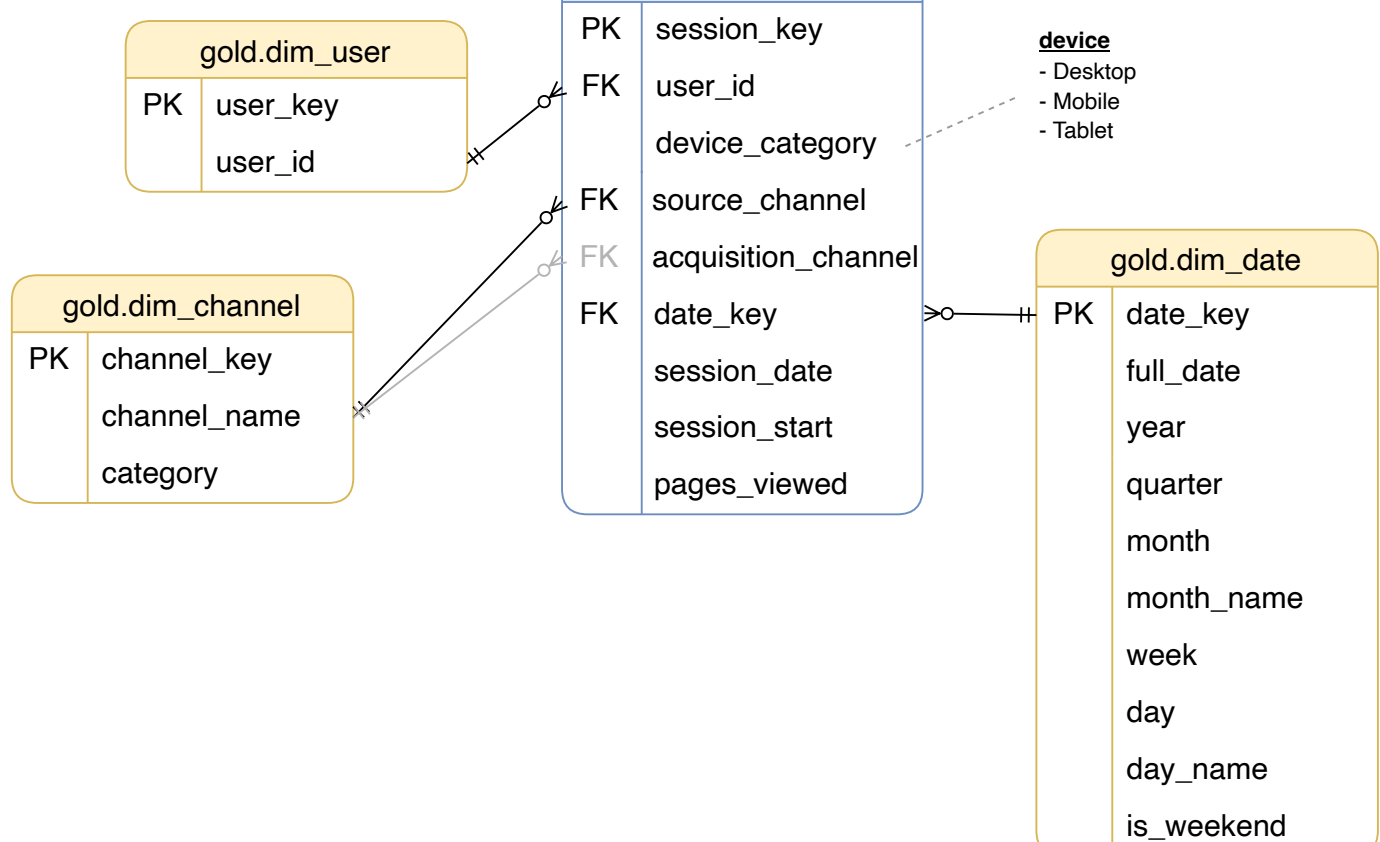 gold.dim_user
PK user_key
user_id
gold.dim_channel
PK channel_key
channel_name
category
PK session_key
FK user_id
device_category
FK source_channel
FK acquisition_channel
FK date_key
session_date
session_start
pages_viewed
device
- Desktop
- Mobile
- Tablet
gold.dim_date
PK date_key
full_date
year
quarter
month
month_name
week
day
day_name
is_weekend